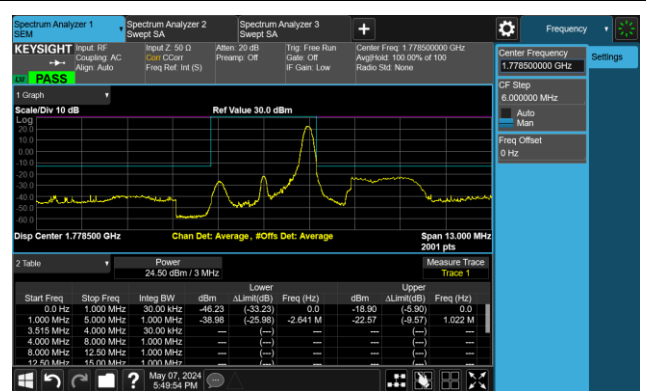 Spectrum Analyzer 1
SEM
Spectrum Analyzer 2
Swept SA
Spectrum Analyzer 3
Swept SA
Frequency
KEYSIGHT
Input: RF
Coupling: AC
Align: Auto
Input Z: 50 Ω
Corr CCorr
Freq Ref: Int (S)
Atten: 20 dB
Preamp: Off
Trig: Free Run
Gate: Off
IF Gain: Low
Center Freq: 1.778500000 GHz
Avg|Hold: 100.00% of 100
Radio Std: None
LW PASS
Center Frequency
1.778500000 GHz
Settings
CF Step
6.000000 MHz
Auto
Man
Freq Offset
0 Hz
1 Graph
Scale/Div 10 dB
Ref Value 30.0 dBm
Log
20.0
10.0
0.00
-10.0
-20.0
-30.0
-40.0
-50.0
-60.0
Disp Center 1.778500 GHz
Chan Det: Average, #Offs Det: Average
Span 13.000 MHz
2001 pts
2 Table
Power
24.50 dBm / 3 MHz
Measure Trace
Trace 1
Lower Upper
Start Freq Stop Freq Integ BW dBm ΔLimit(dB) Freq (Hz) dBm ΔLimit(dB) Freq (Hz)
0.0 Hz 1.000 MHz 30.00 kHz -46.23 (-33.23) 0.0 -18.90 (-5.90) 0.0
1.000 MHz 5.000 MHz 1.000 MHz -38.98 (-25.98) -2.641 M -22.57 (-9.57) 1.022 M
3.515 MHz 4.000 MHz 30.00 kHz --- (---) --- --- (---) ---
4.000 MHz 8.000 MHz 1.000 MHz --- (---) --- --- (---) ---
8.000 MHz 12.50 MHz 1.000 MHz --- (---) --- --- (---) ---
12.50 MHz 15.00 MHz 1.000 MHz --- (---) --- --- (---) ---
?
May 07, 2024
5:49:54 PM